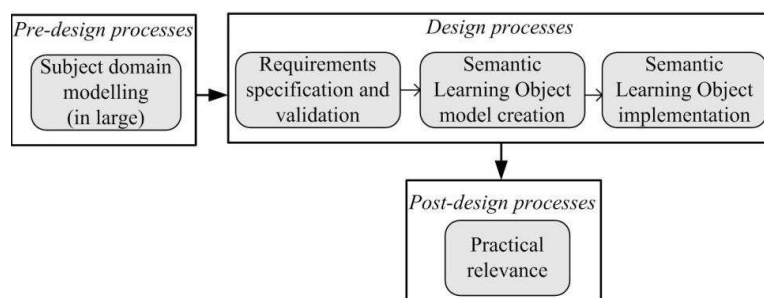 Pre-design processes
Subject domain
modelling
(in large)
Design processes
Requirements
specification and
validation
Semantic
Learning Object
model creation
Semantic
Learning Object
implementation
Post-design processes
Practical
relevance